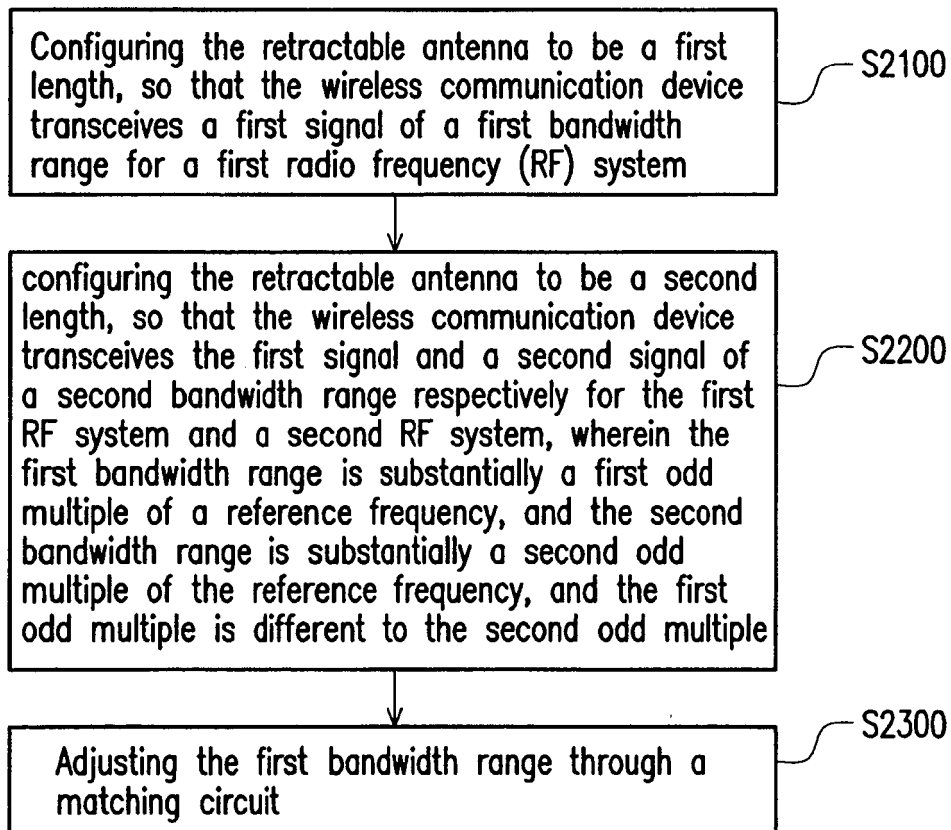 Configuring the retractable antenna to be a first
length, so that the wireless communication device
transceives a first signal of a first bandwidth
range for a first radio frequency (RF) system
S2100
configuring the retractable antenna to be a second
length, so that the wireless communication device
transceives the first signal and a second signal of
a second bandwidth range respectively for the first
RF system and a second RF system, wherein the
first bandwidth range is substantially a first odd
multiple of a reference frequency, and the second
bandwidth range is substantially a second odd
multiple of the reference frequency, and the first
odd multiple is different to the second odd multiple
S2200
Adjusting the first bandwidth range through a
matching circuit
S2300